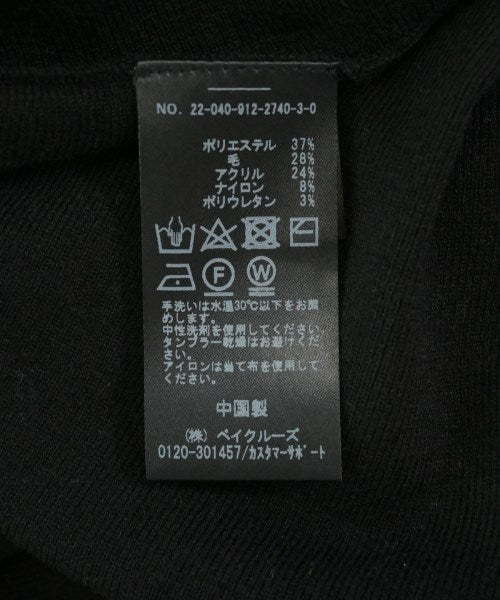 NO. 22-040-912-2740-3-0
ポリエステル 37%
毛 28%
アクリル 24%
ナイロン 8%
ポリウレタン 3%
F W
手洗いは水温30℃以下をお薦
めします。
中性洗剤を使用してください。
タンブラー乾燥はお避けくだ
さい。
アイロンは当て布を使用して
ください。
中国製
(株) ベイクルーズ
0120-301457/カスタマーサポート